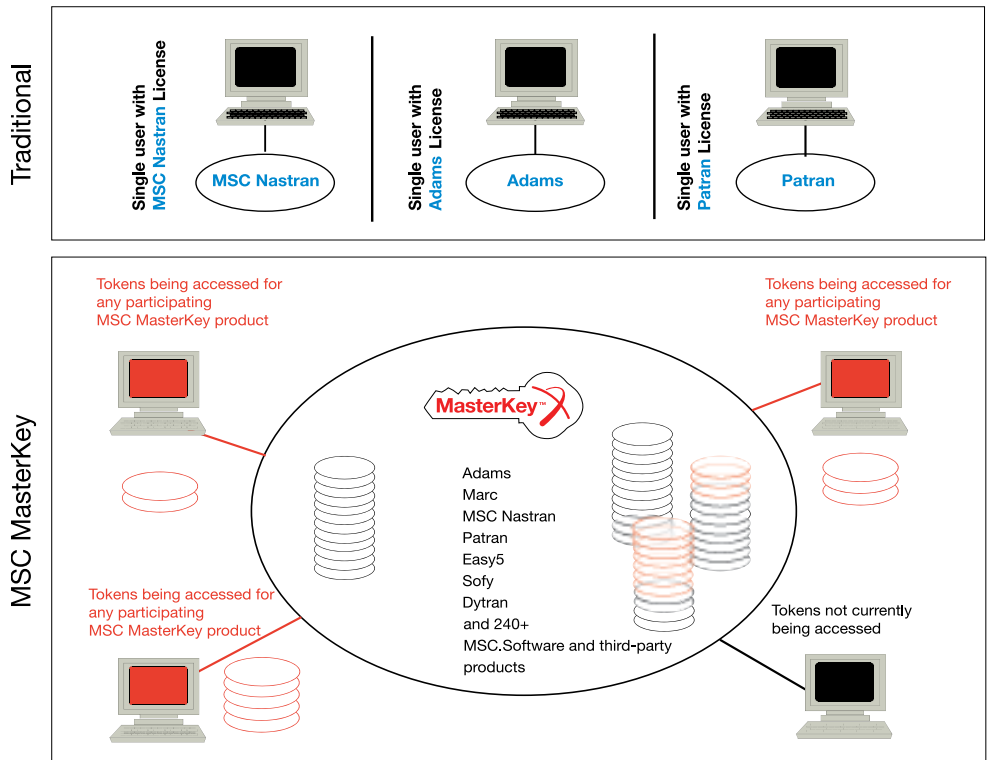 Traditional
Single user with
MSC Nastran License
MSC Nastran
Single user with
Adams License
Adams
Single user with
Patran License
Patran
MSC MasterKey
Tokens being accessed for
any participating
MSC MasterKey product
Tokens being accessed for
any participating
MSC MasterKey product
MasterKey™
Adams
Marc
MSC Nastran
Patran
Easy5
Sofy
Dytran
and 240+
MSC.Software and third-party
products
Tokens being accessed for
any participating
MSC MasterKey product
Tokens not currently
being accessed